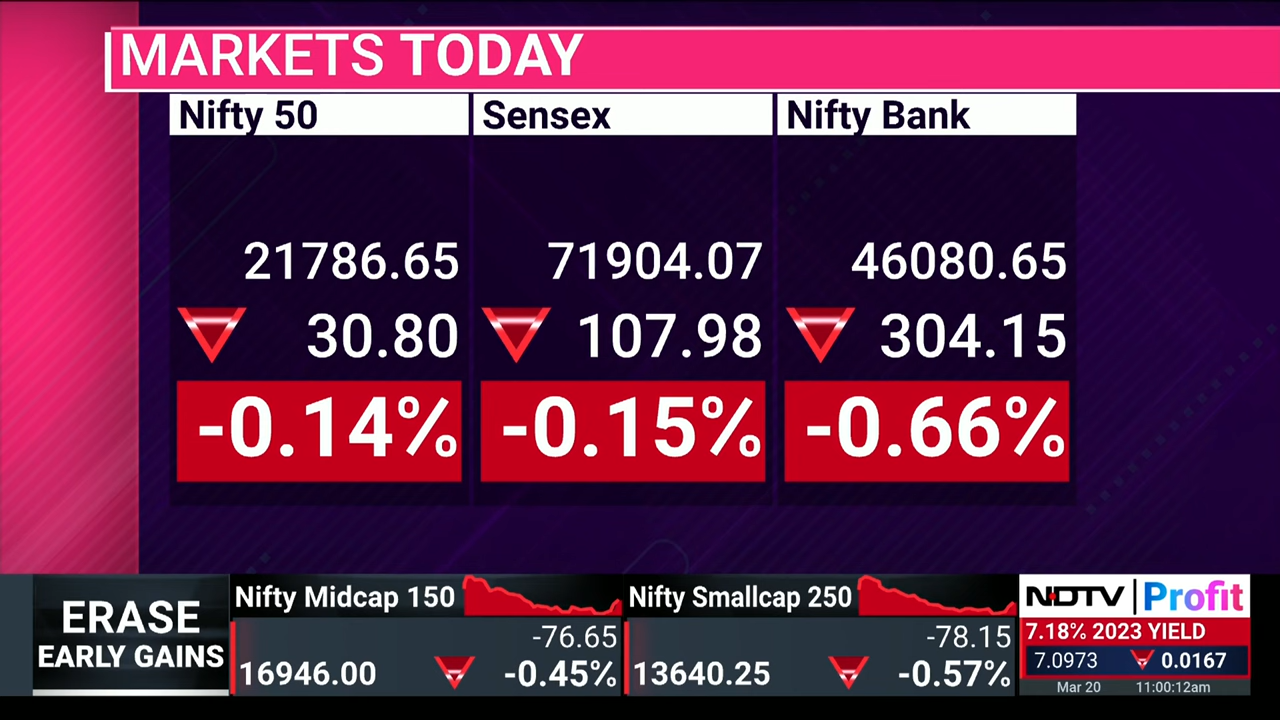 MARKETS TODAY
Nifty 50
21786.65
30.80
-0.14%
Sensex
71904.07
107.98
-0.15%
Nifty Bank
46080.65
304.15
-0.66%
ERASE
EARLY GAINS
Nifty Midcap 150
-76.65
16946.00 -0.45%
Nifty Smallcap 250
-78.15
13640.25 -0.57%
NDTV Profit
7.18% 2023 YIELD
7.0973 0.0167
Mar 20 11:00:12am